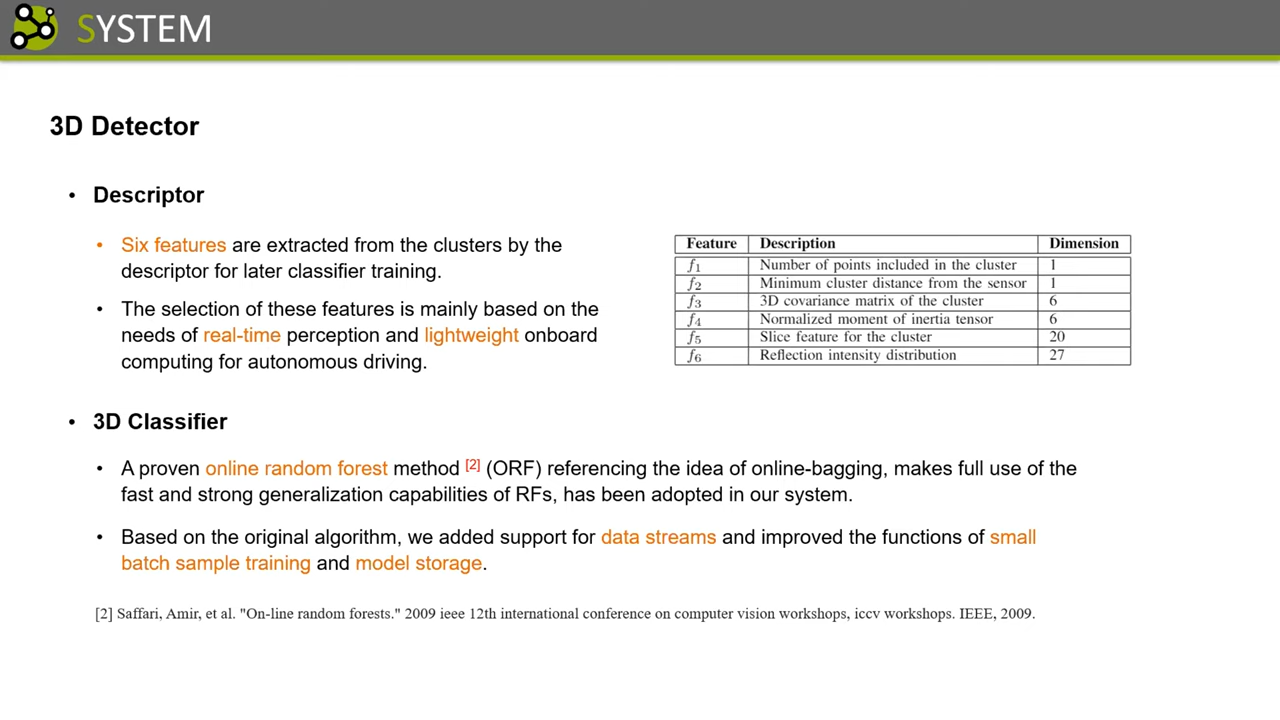 SYSTEM
3D Detector
• Descriptor
• Six features are extracted from the clusters by the
descriptor for later classifier training.
• The selection of these features is mainly based on the
needs of real-time perception and lightweight onboard
computing for autonomous driving.
Feature Description Dimension
f1 Number of points included in the cluster 1
f2 Minimum cluster distance from the sensor 1
f3 3D covariance matrix of the cluster 6
f4 Normalized moment of inertia tensor 6
f5 Slice feature for the cluster 20
f6 Reflection intensity distribution 27
• 3D Classifier
• A proven online random forest method [2] (ORF) referencing the idea of online-bagging, makes full use of the
fast and strong generalization capabilities of RFs, has been adopted in our system.
• Based on the original algorithm, we added support for data streams and improved the functions of small
batch sample training and model storage.
[2] Saffari, Amir, et al. "On-line random forests." 2009 ieee 12th international conference on computer vision workshops, iccv workshops. IEEE, 2009.